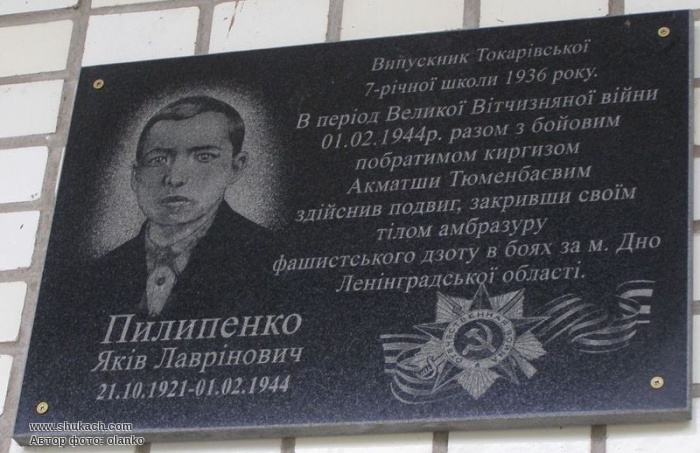 Випускник Токарівської
7-річної школи 1936 року.
В період Великої Вітчизняної війни
01.02.1944р. разом з бойовим
побратимом киргизом
Акматши Тюменбаєвим
здійснив подвиг, закривши своїм
тілом амбразуру
фашистського дзоту в боях за м. Дно
Ленінградської області.
Пилипенко
Яків Лаврінович
21.10.1921-01.02.1944
www.shukach.com
Автор фото: olanko